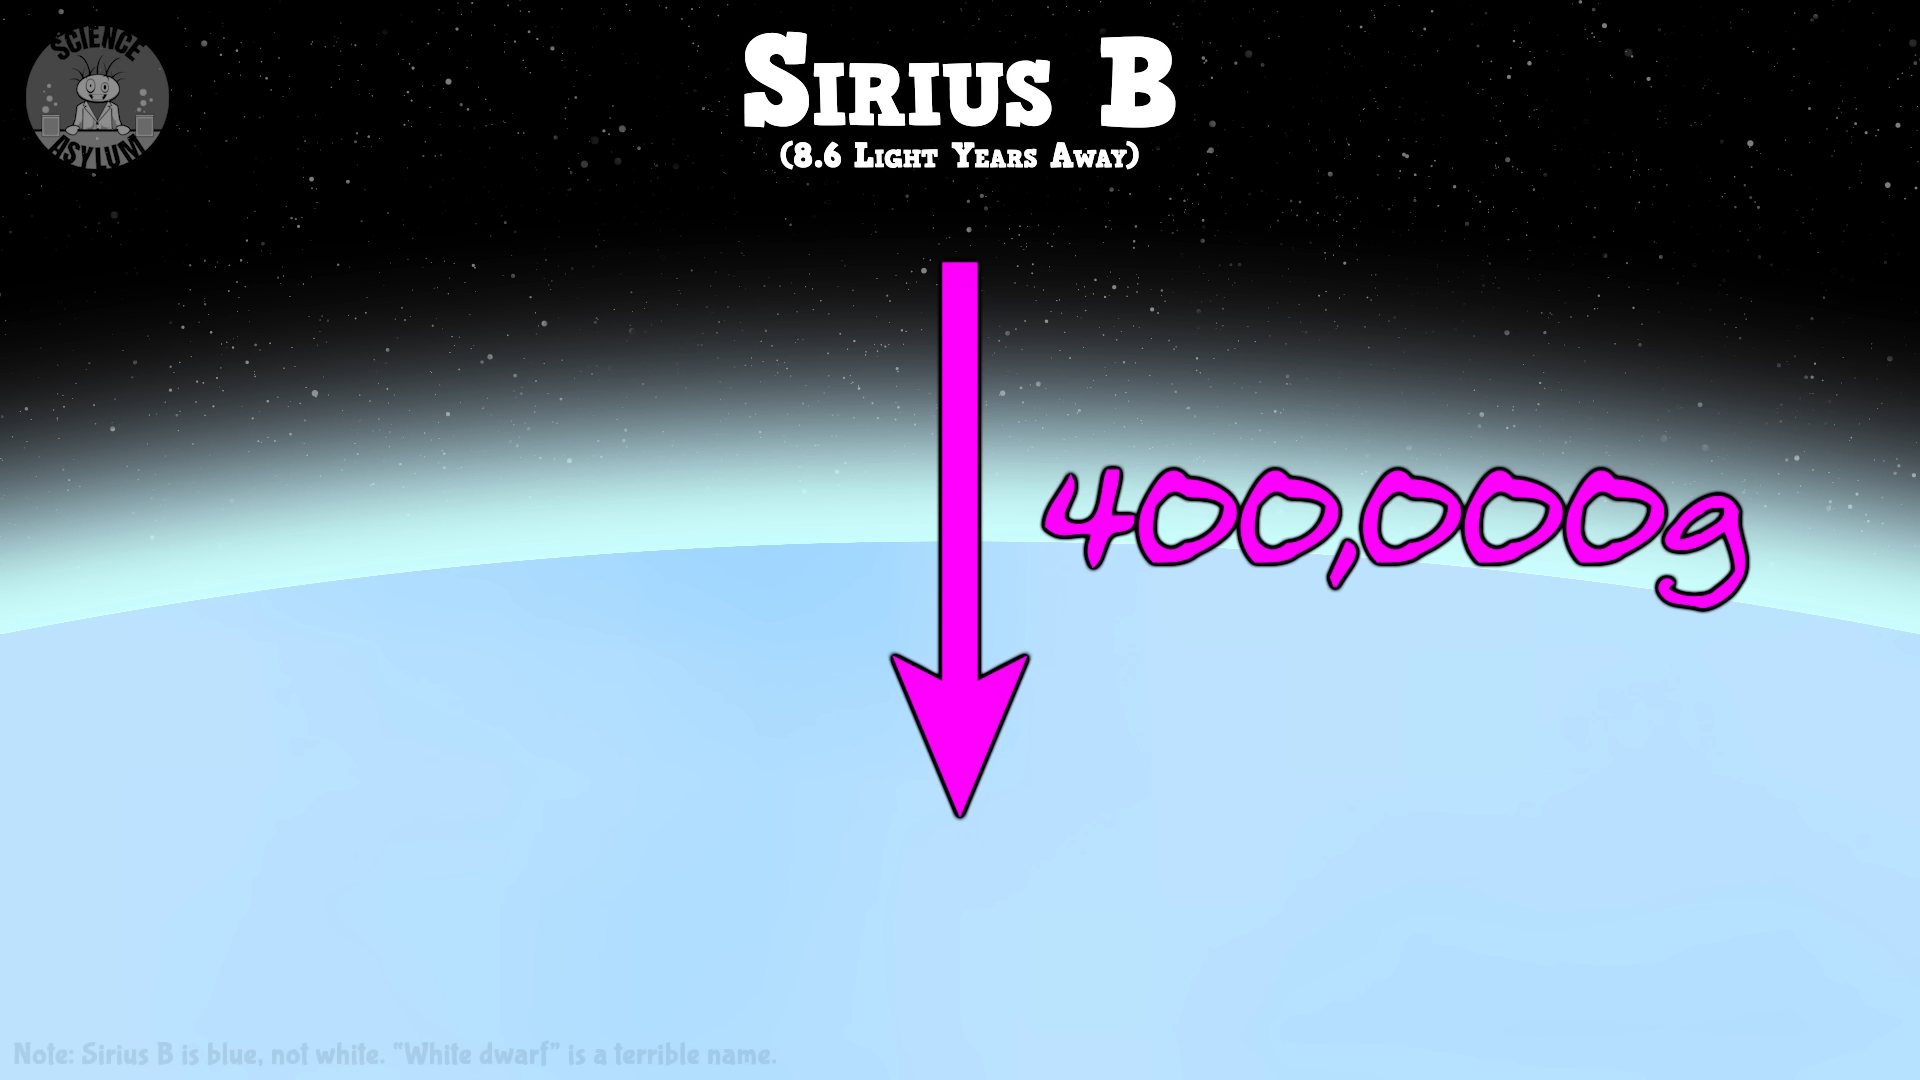 SCIENCE
ASYLUM
Sirius B
(8.6 Light Years Away)
400,000g
Note: Sirius B is blue, not white. "White dwarf" is a terrible name.